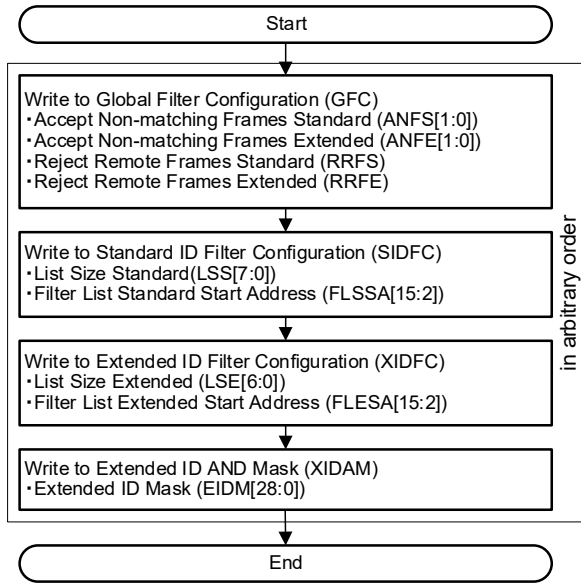 Start
Write to Global Filter Configuration (GFC)
・Accept Non-matching Frames Standard (ANFS[1:0])
・Accept Non-matching Frames Extended (ANFE[1:0])
・Reject Remote Frames Standard (RRFS)
・Reject Remote Frames Extended (RRFE)
Write to Standard ID Filter Configuration (SIDFC)
・List Size Standard(LSS[7:0])
・Filter List Standard Start Address (FLSSA[15:2])
Write to Extended ID Filter Configuration (XIDFC)
・List Size Extended (LSE[6:0])
・Filter List Extended Start Address (FLESA[15:2])
Write to Extended ID AND Mask (XIDAM)
・Extended ID Mask (EIDM[28:0])
in arbitrary order
End